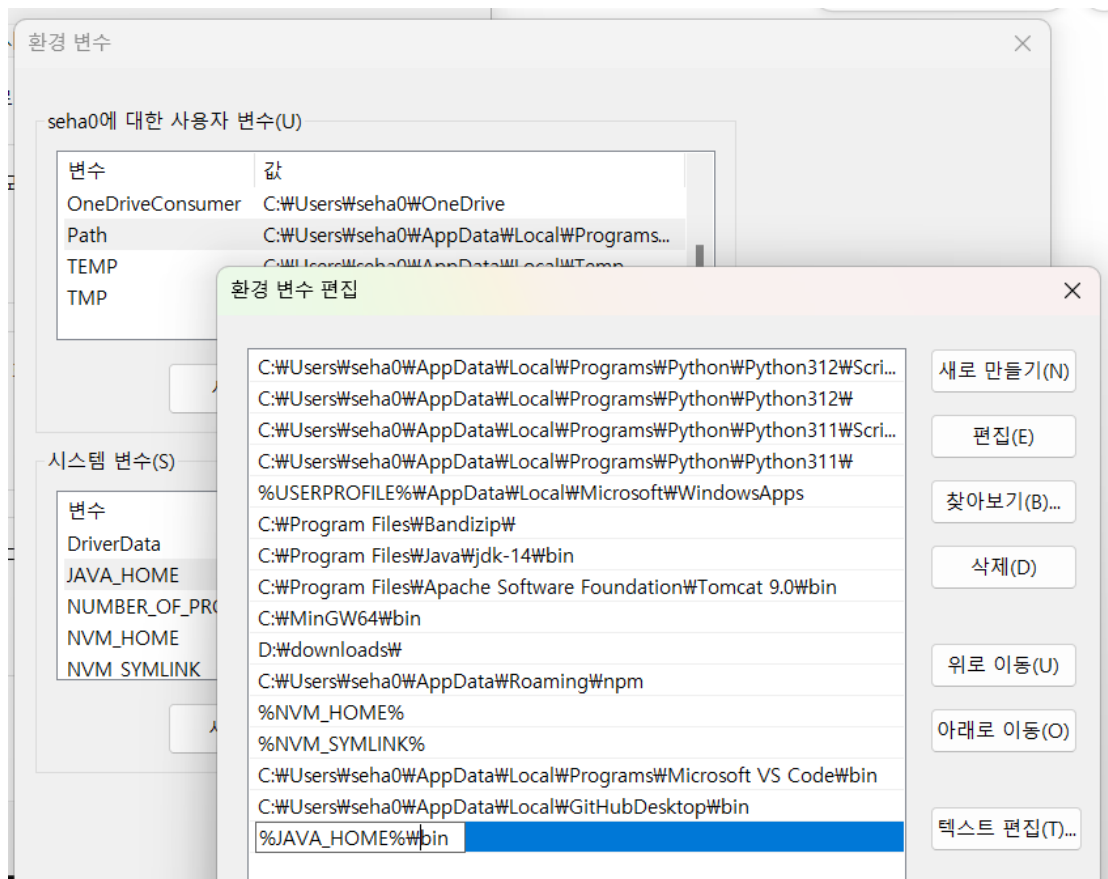 환경 변수
seha0에 대한 사용자 변수(U)
변수 값
OneDriveConsumer C:₩Users₩seha0₩OneDrive
Path C:₩Users₩seha0₩AppData₩Local₩Programs...
TEMP C:₩Users₩seha0₩AppData₩Local₩Temp
TMP
시스템 변수(S)
변수
DriverData
JAVA_HOME
NUMBER_OF_PRO
NVM_HOME
NVM_SYMLINK
환경 변수 편집
C:₩Users₩seha0₩AppData₩Local₩Programs₩Python₩Python312₩Scri...
C:₩Users₩seha0₩AppData₩Local₩Programs₩Python₩Python312₩
C:₩Users₩seha0₩AppData₩Local₩Programs₩Python₩Python311₩Scri...
C:₩Users₩seha0₩AppData₩Local₩Programs₩Python₩Python311₩
%USERPROFILE%₩AppData₩Local₩Microsoft₩WindowsApps
C:₩Program Files₩Bandizip₩
C:₩Program Files₩Java₩jdk-14₩bin
C:₩Program Files₩Apache Software Foundation₩Tomcat 9.0₩bin
C:₩MinGW64₩bin
D:₩downloads₩
C:₩Users₩seha0₩AppData₩Roaming₩npm
%NVM_HOME%
%NVM_SYMLINK%
C:₩Users₩seha0₩AppData₩Local₩Programs₩Microsoft VS Code₩bin
C:₩Users₩seha0₩AppData₩Local₩GitHubDesktop₩bin
%JAVA_HOME%₩bin
새로 만들기(N)
편집(E)
찾아보기(B)...
삭제(D)
위로 이동(U)
아래로 이동(O)
텍스트 편집(T)...